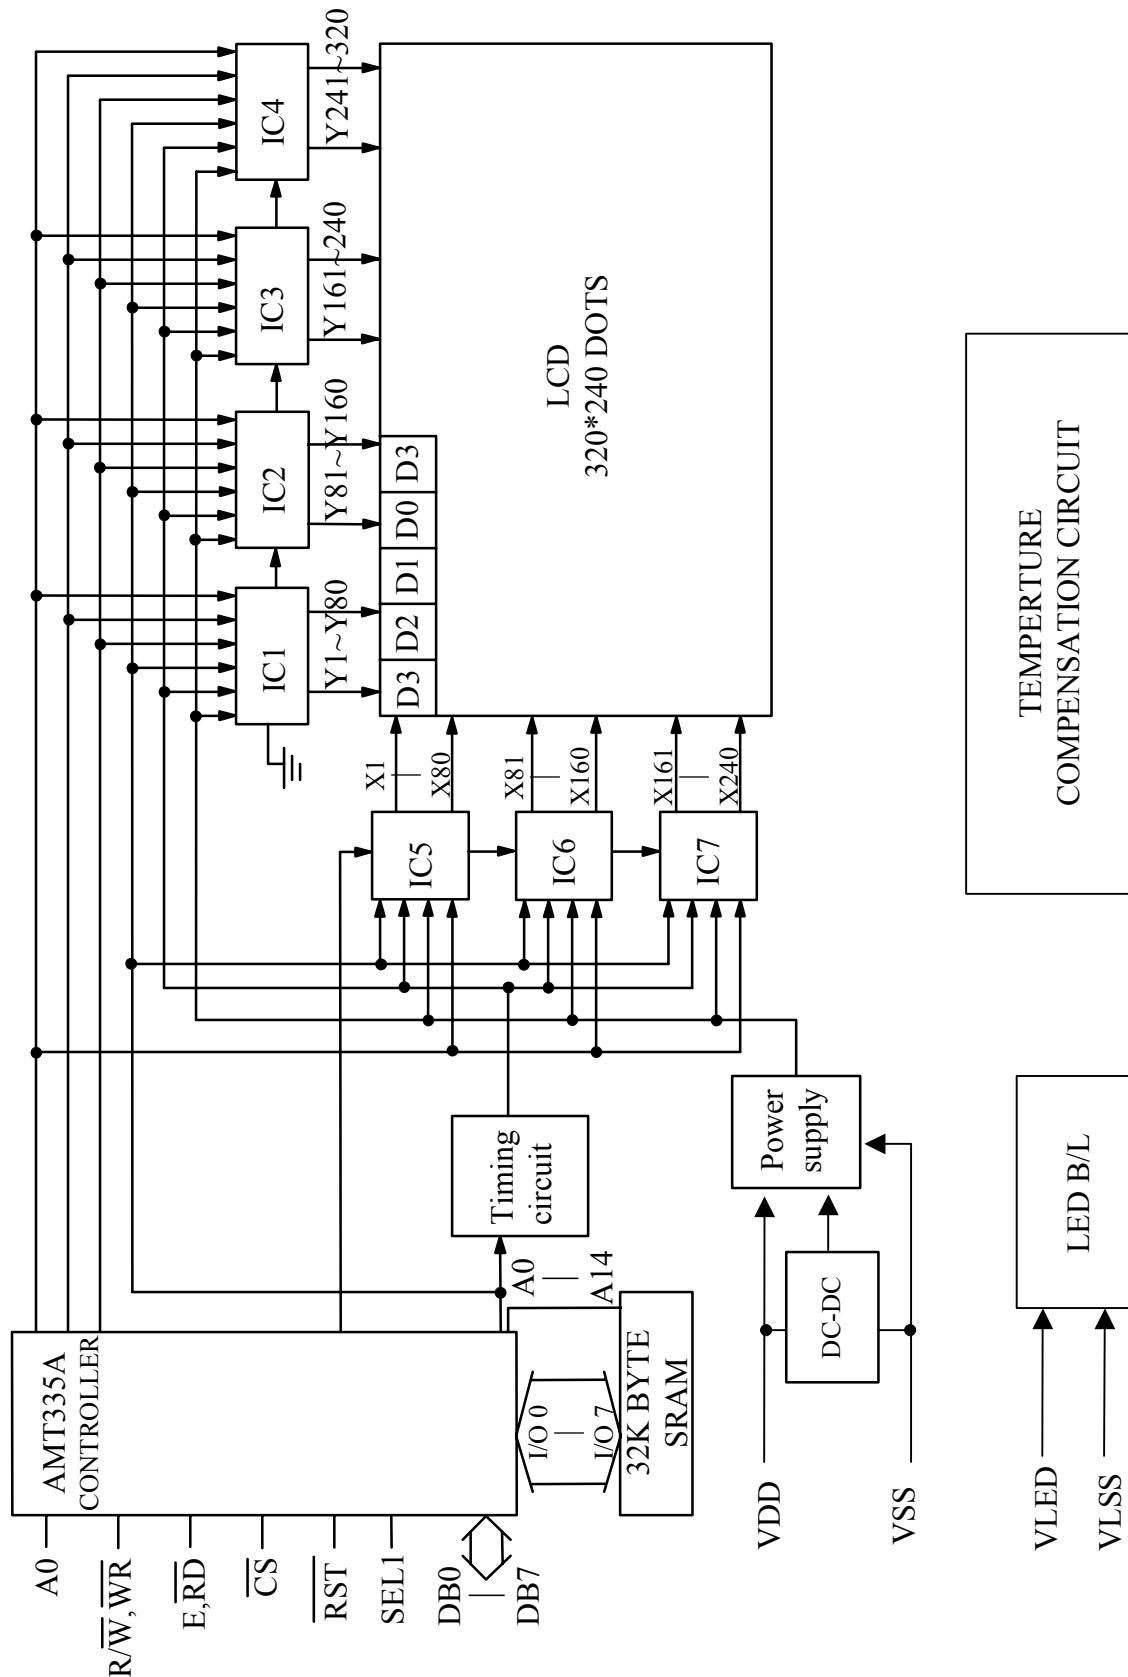 A0
R/W,WR
E,RD
CS
RST
SEL1
DB0
DB7
AMT335A
CONTROLLER
I/O 0
I/O 7
32K BYTE
SRAM
A0
A14
Timing
circuit
VDD
VSS
DC-DC
Power
supply
IC5
IC6
IC7
X1
X80
X81
X160
X161
X240
IC1
IC2
IC3
IC4
Y1~Y80
Y81~Y160
Y161~240
Y241~320
D3
D2
D1
D0
D3
LCD
320*240 DOTS
VLED
VLSS
LED B/L
TEMPERTURE
COMPENSATION CIRCUIT